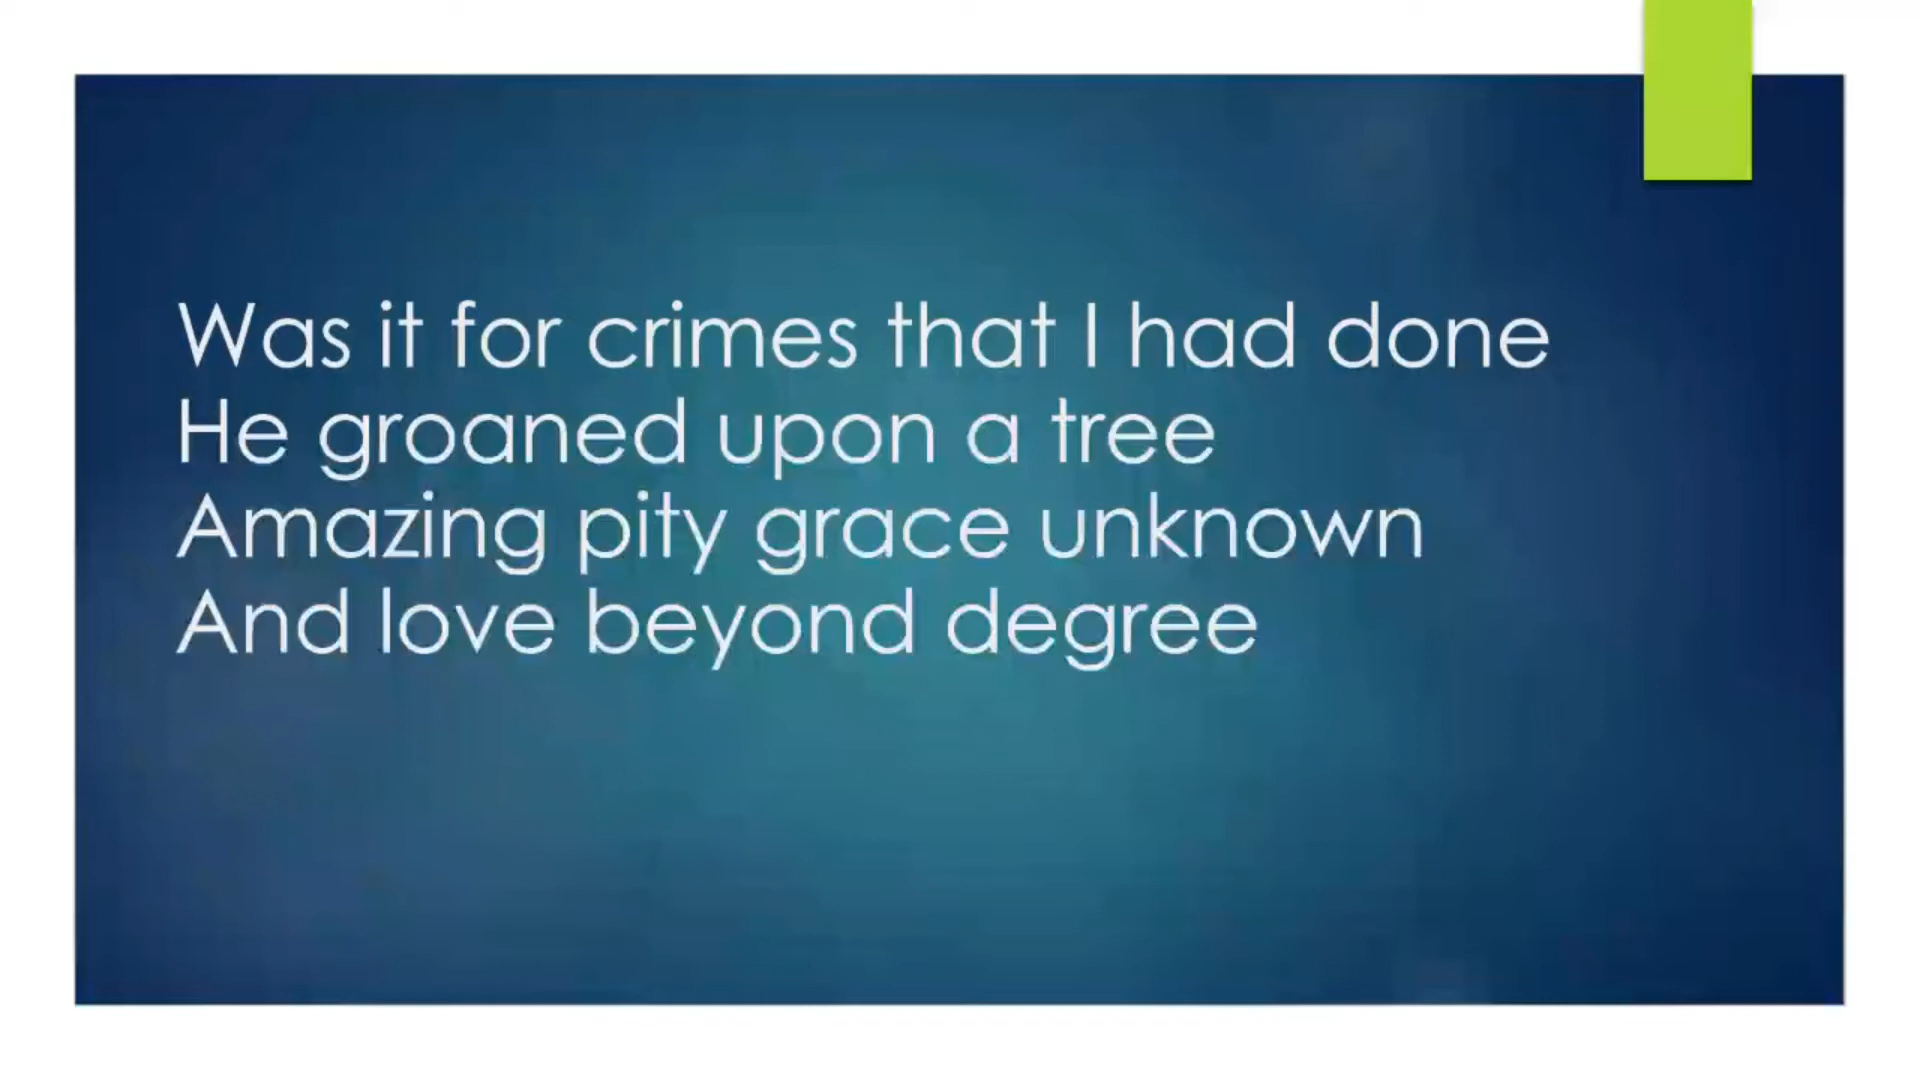 Was it for crimes that I had done
He groaned upon a tree
Amazing pity grace unknown
And love beyond degree